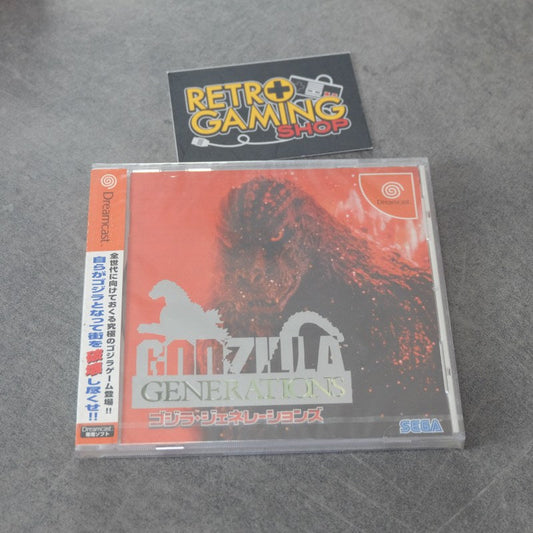 RETRO
GAMING
SHOP
Dreamcast
全世代に向けておくる究極のゴジラゲーム登場!!
自らがゴジラとなって街を破壊し尽くせ!!
Dreamcast
専用ソフト
Dreamcast
GODZILLA
GENERATIONS
ゴジラ・ジェネレーションズ
SEGA